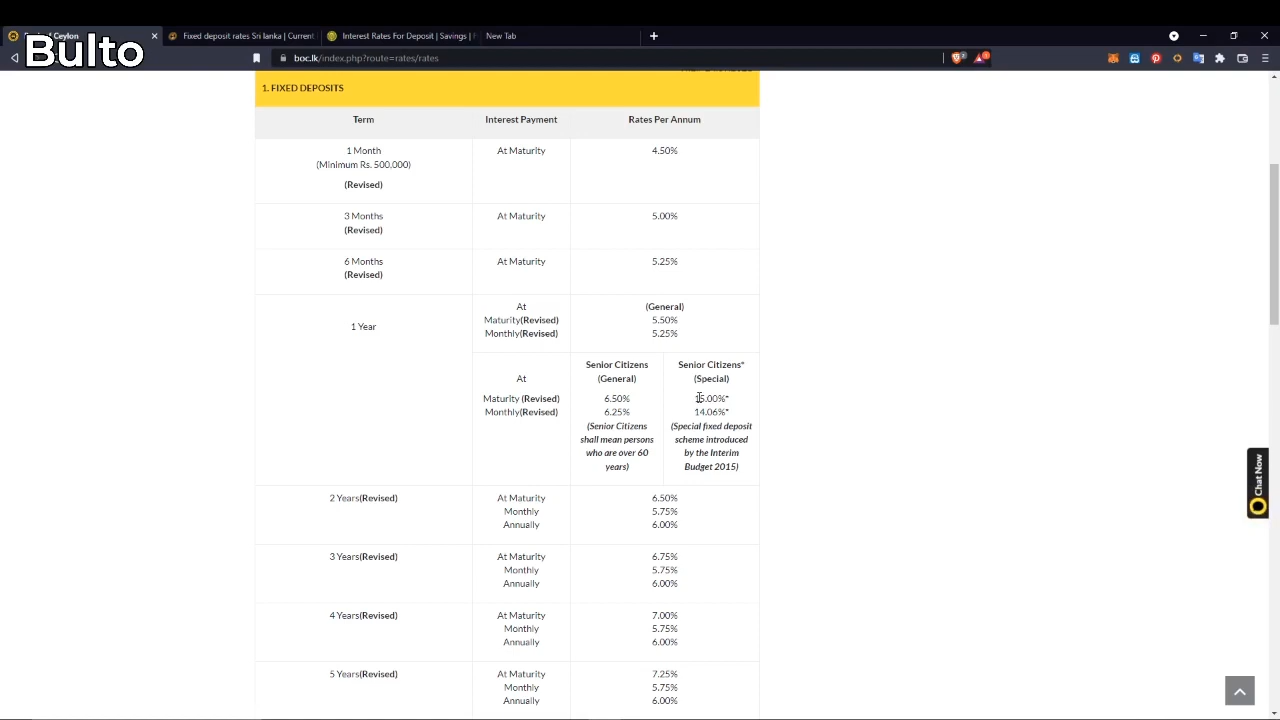 Ceylon
Fixed deposit rates Sri lanka | Current
Interest Rates For Deposit | Savings |
New Tab
Bulto
boc.lk/index.php?route=rates/rates
1. FIXED DEPOSITS
Term
Interest Payment
Rates Per Annum
1 Month
(Minimum Rs. 500,000)
(Revised)
At Maturity
4.50%
3 Months
(Revised)
At Maturity
5.00%
6 Months
(Revised)
At Maturity
5.25%
1 Year
At
Maturity(Revised)
Monthly(Revised)
(General)
5.50%
5.25%
At
Maturity (Revised)
Monthly(Revised)
Senior Citizens
(General)
6.50%
6.25%
(Senior Citizens
shall mean persons
who are over 60
years)
Senior Citizens*
(Special)
15.00%*
14.06%*
(Special fixed deposit
scheme introduced
by the Interim
Budget 2015)
2 Years(Revised)
At Maturity
Monthly
Annually
6.50%
5.75%
6.00%
3 Years(Revised)
At Maturity
Monthly
Annually
6.75%
5.75%
6.00%
4 Years(Revised)
At Maturity
Monthly
Annually
7.00%
5.75%
6.00%
5 Years(Revised)
At Maturity
Monthly
Annually
7.25%
5.75%
6.00%
Chat Now